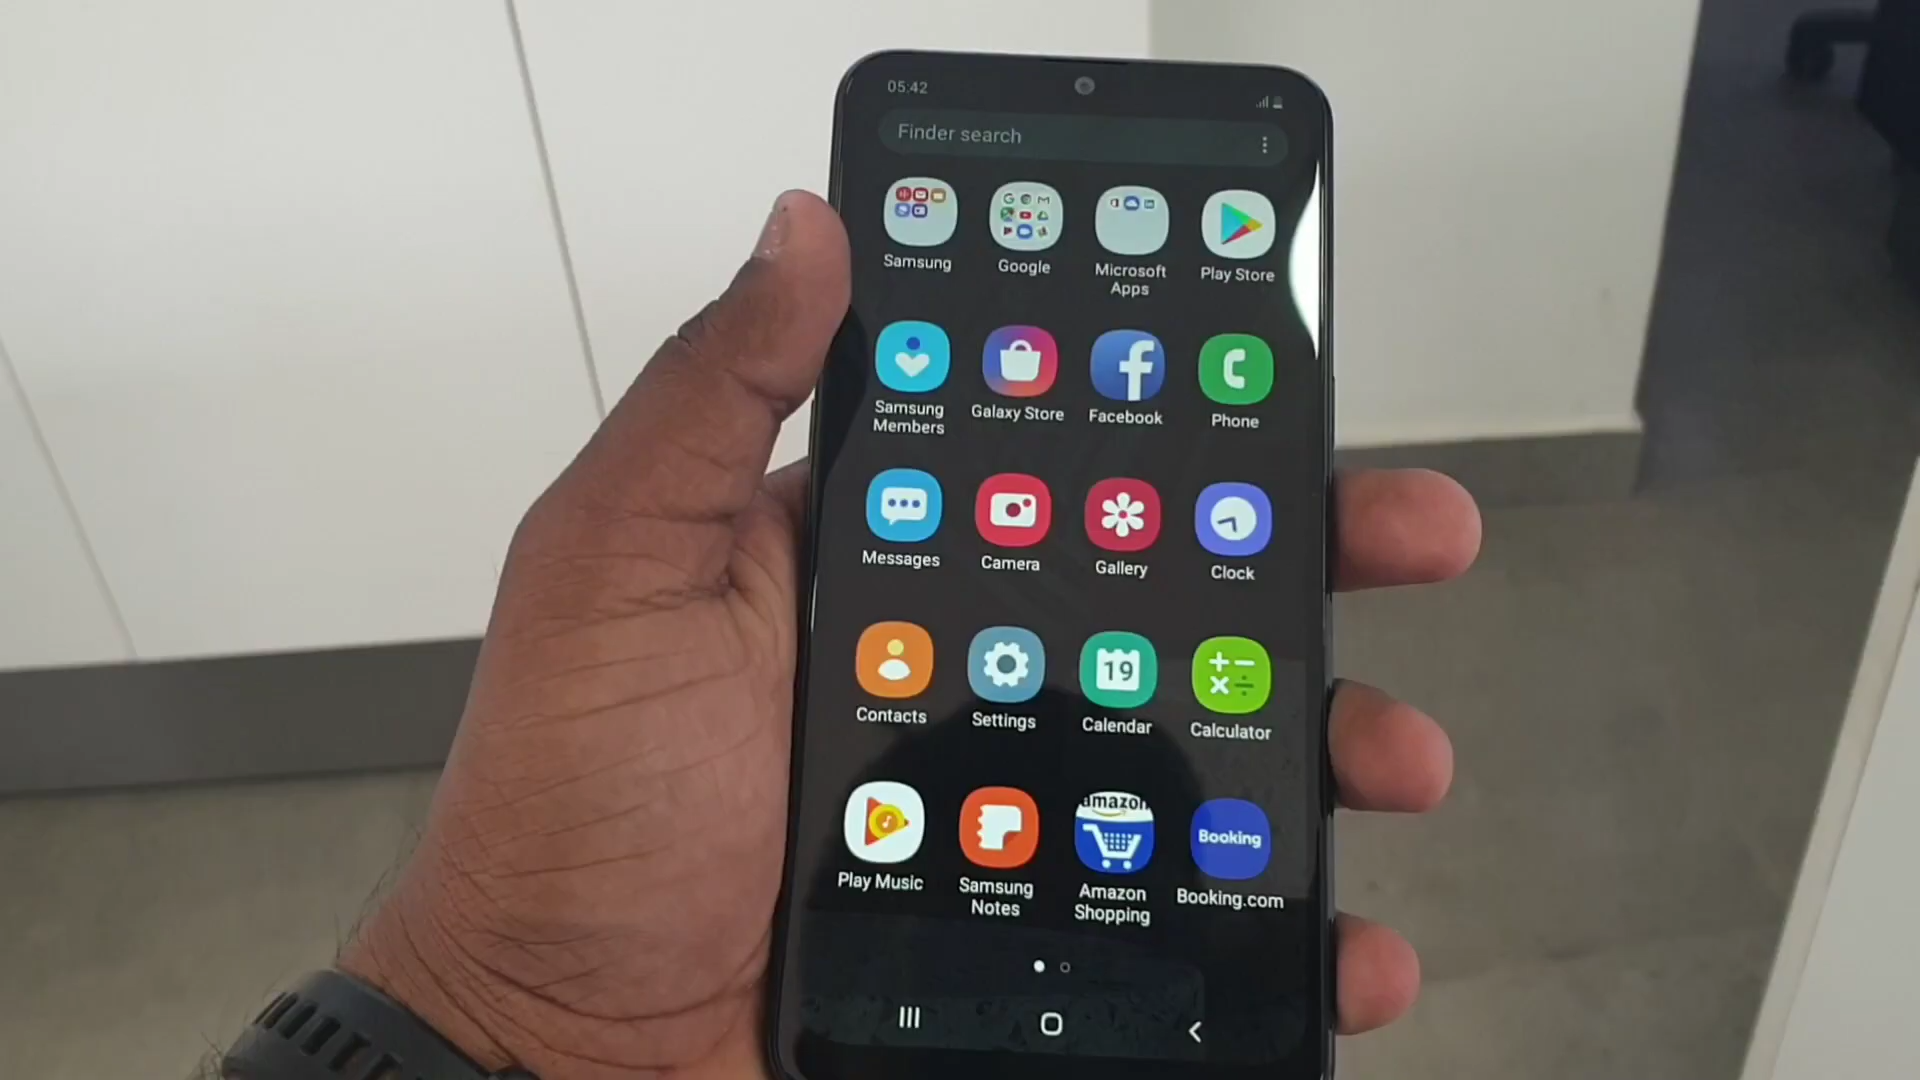 05:42
Finder search
Samsung
Google
Microsoft
Apps
Play Store
Samsung
Members
Galaxy Store
Facebook
Phone
Messages
Camera
Gallery
Clock
Contacts
Settings
19
Calendar
Calculator
Play Music
Samsung
Notes
amazon
Amazon
Shopping
Booking
Booking.com